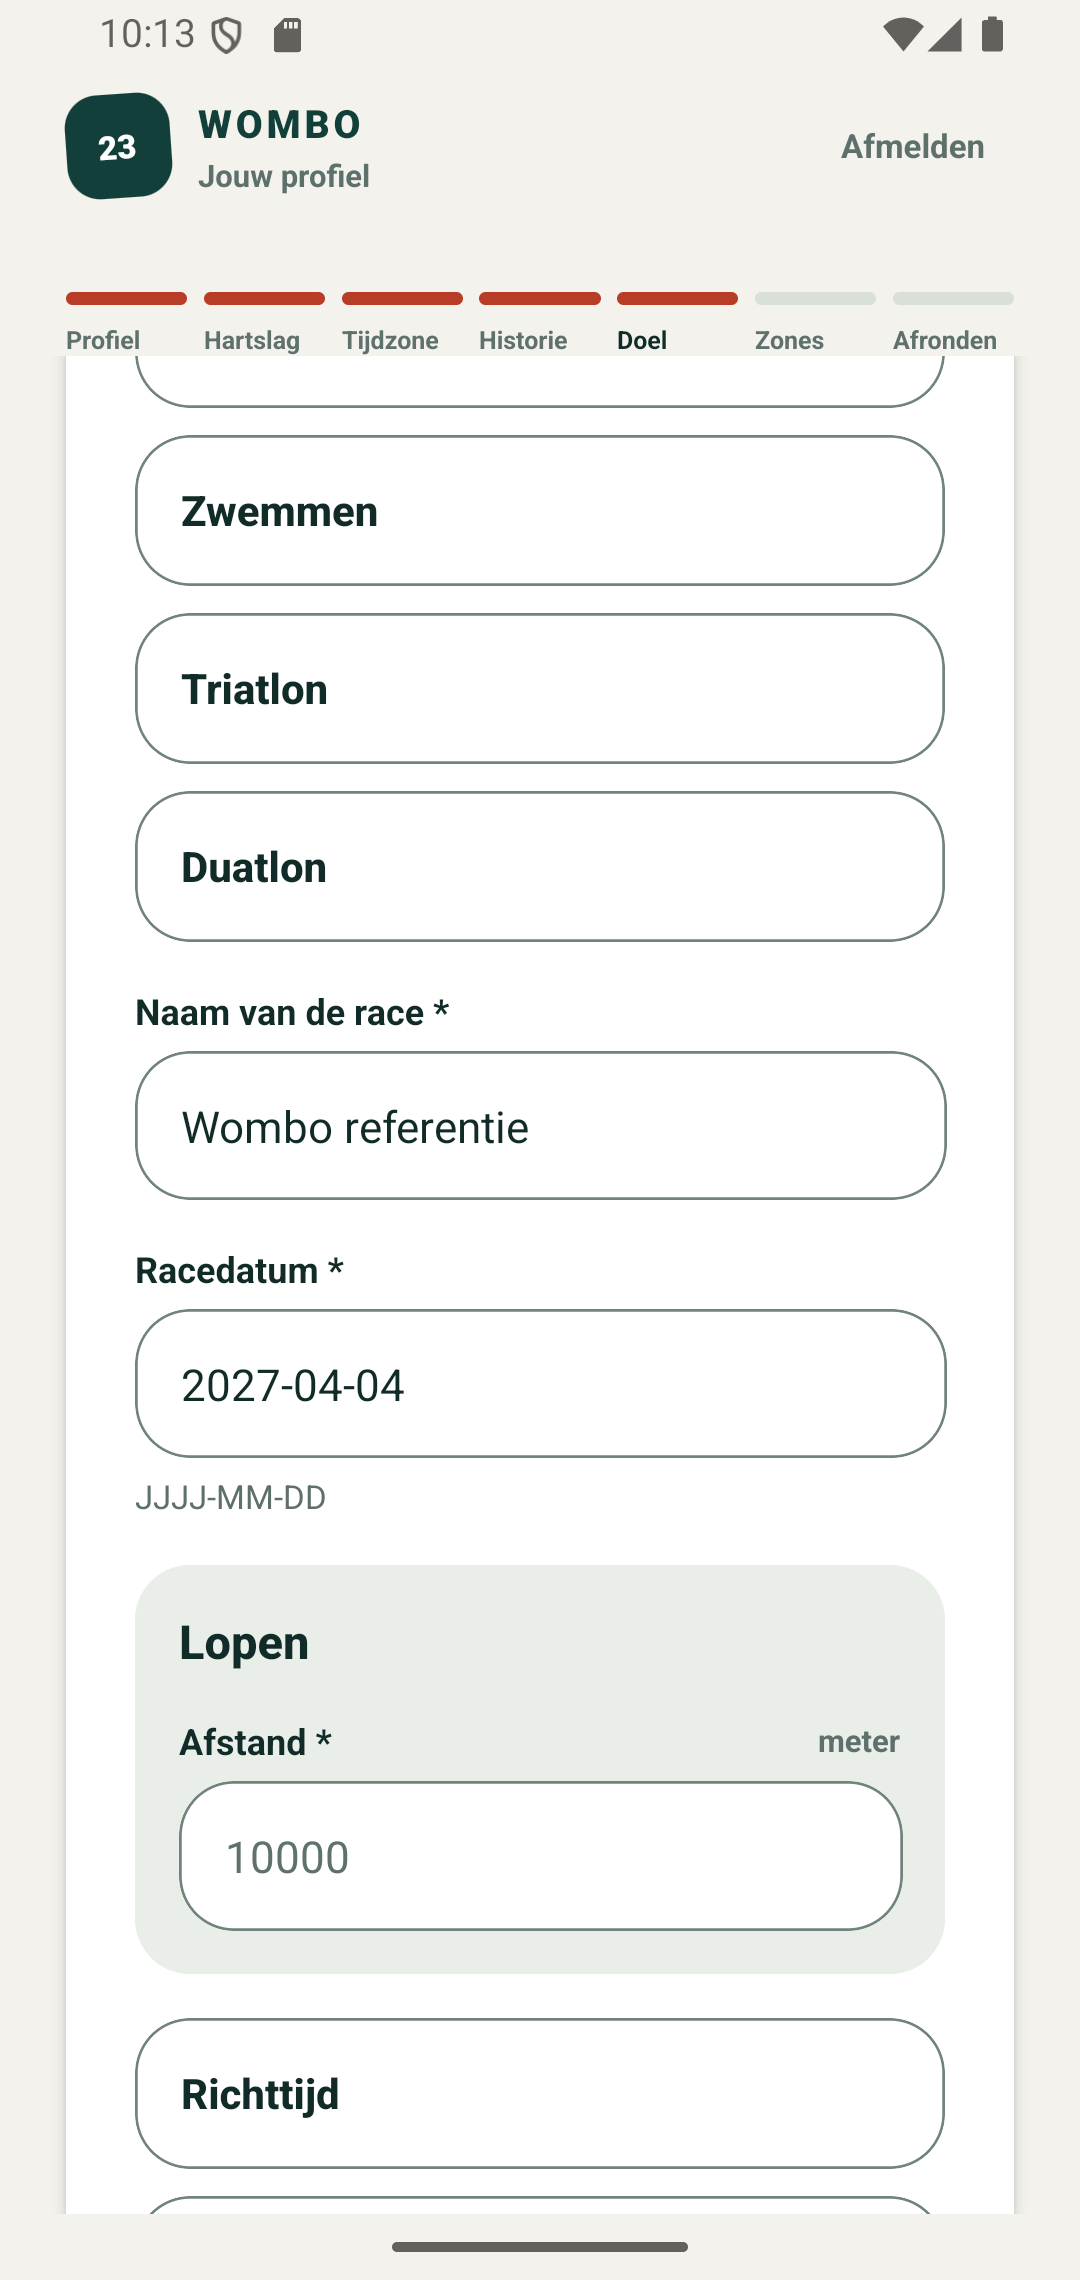 10:13
23
WOMBO
Jouw profiel
Afmelden
Profiel
Hartslag
Tijdzone
Historie
Doel
Zones
Afronden
Zwemmen
Triatlon
Duatlon
Naam van de race *
Wombo referentie
Racedatum *
2027-04-04
JJJJ-MM-DD
Lopen
Afstand *
meter
10000
Richttijd